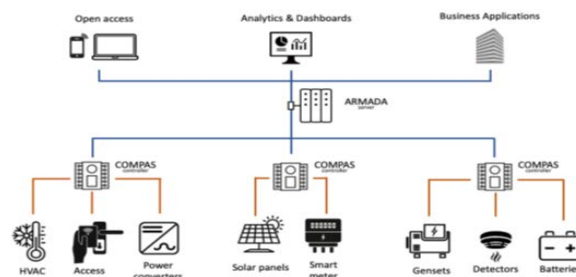 Open access
Analytics & Dashboards
Business Applications
ARMADA
server
COMPAS
controller
COMPAS
controller
COMPAS
controller
HVAC
Access
Power
converters
Solar panels
Smart
meter
Gensets
Detectors
Batteries